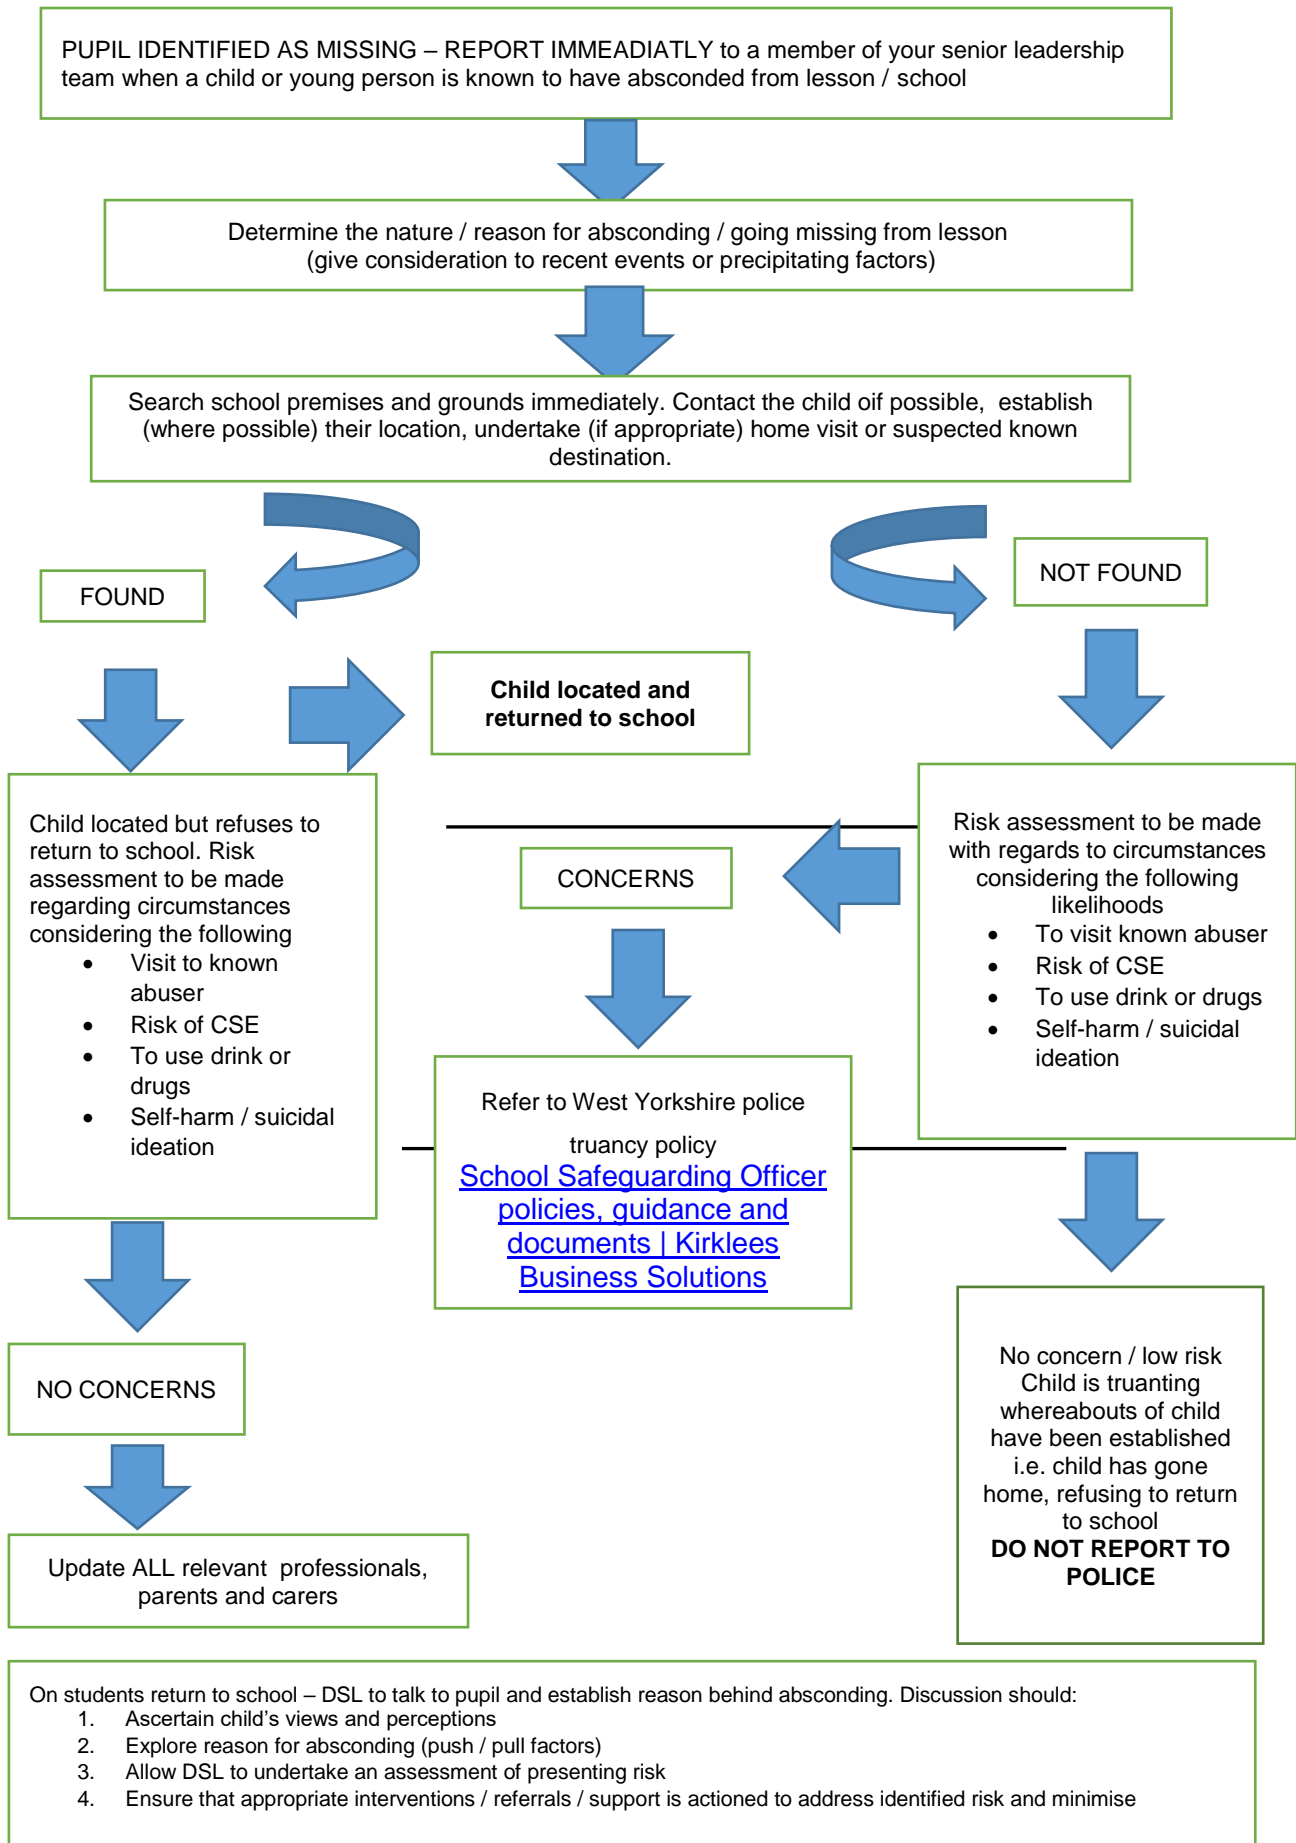 PUPIL IDENTIFIED AS MISSING – REPORT IMMEADIATLY to a member of your senior leadership
team when a child or young person is known to have absconded from lesson / school
Determine the nature / reason for absconding / going missing from lesson
(give consideration to recent events or precipitating factors)
Search school premises and grounds immediately. Contact the child oif possible, establish
(where possible) their location, undertake (if appropriate) home visit or suspected known
destination.
FOUND
NOT FOUND
Child located and
returned to school
Child located but refuses to
return to school. Risk
assessment to be made
regarding circumstances
considering the following
• Visit to known
abuser
• Risk of CSE
• To use drink or
drugs
• Self-harm / suicidal
ideation
CONCERNS
Risk assessment to be made
with regards to circumstances
considering the following
likelihoods
• To visit known abuser
• Risk of CSE
• To use drink or drugs
• Self-harm / suicidal
ideation
Refer to West Yorkshire police
truancy policy
School Safeguarding Officer
policies, guidance and
documents | Kirklees
Business Solutions
NO CONCERNS
No concern / low risk
Child is truanting
whereabouts of child
have been established
i.e. child has gone
home, refusing to return
to school
DO NOT REPORT TO
POLICE
Update ALL relevant professionals,
parents and carers
On students return to school – DSL to talk to pupil and establish reason behind absconding. Discussion should:
1. Ascertain child's views and perceptions
2. Explore reason for absconding (push / pull factors)
3. Allow DSL to undertake an assessment of presenting risk
4. Ensure that appropriate interventions / referrals / support is actioned to address identified risk and minimise